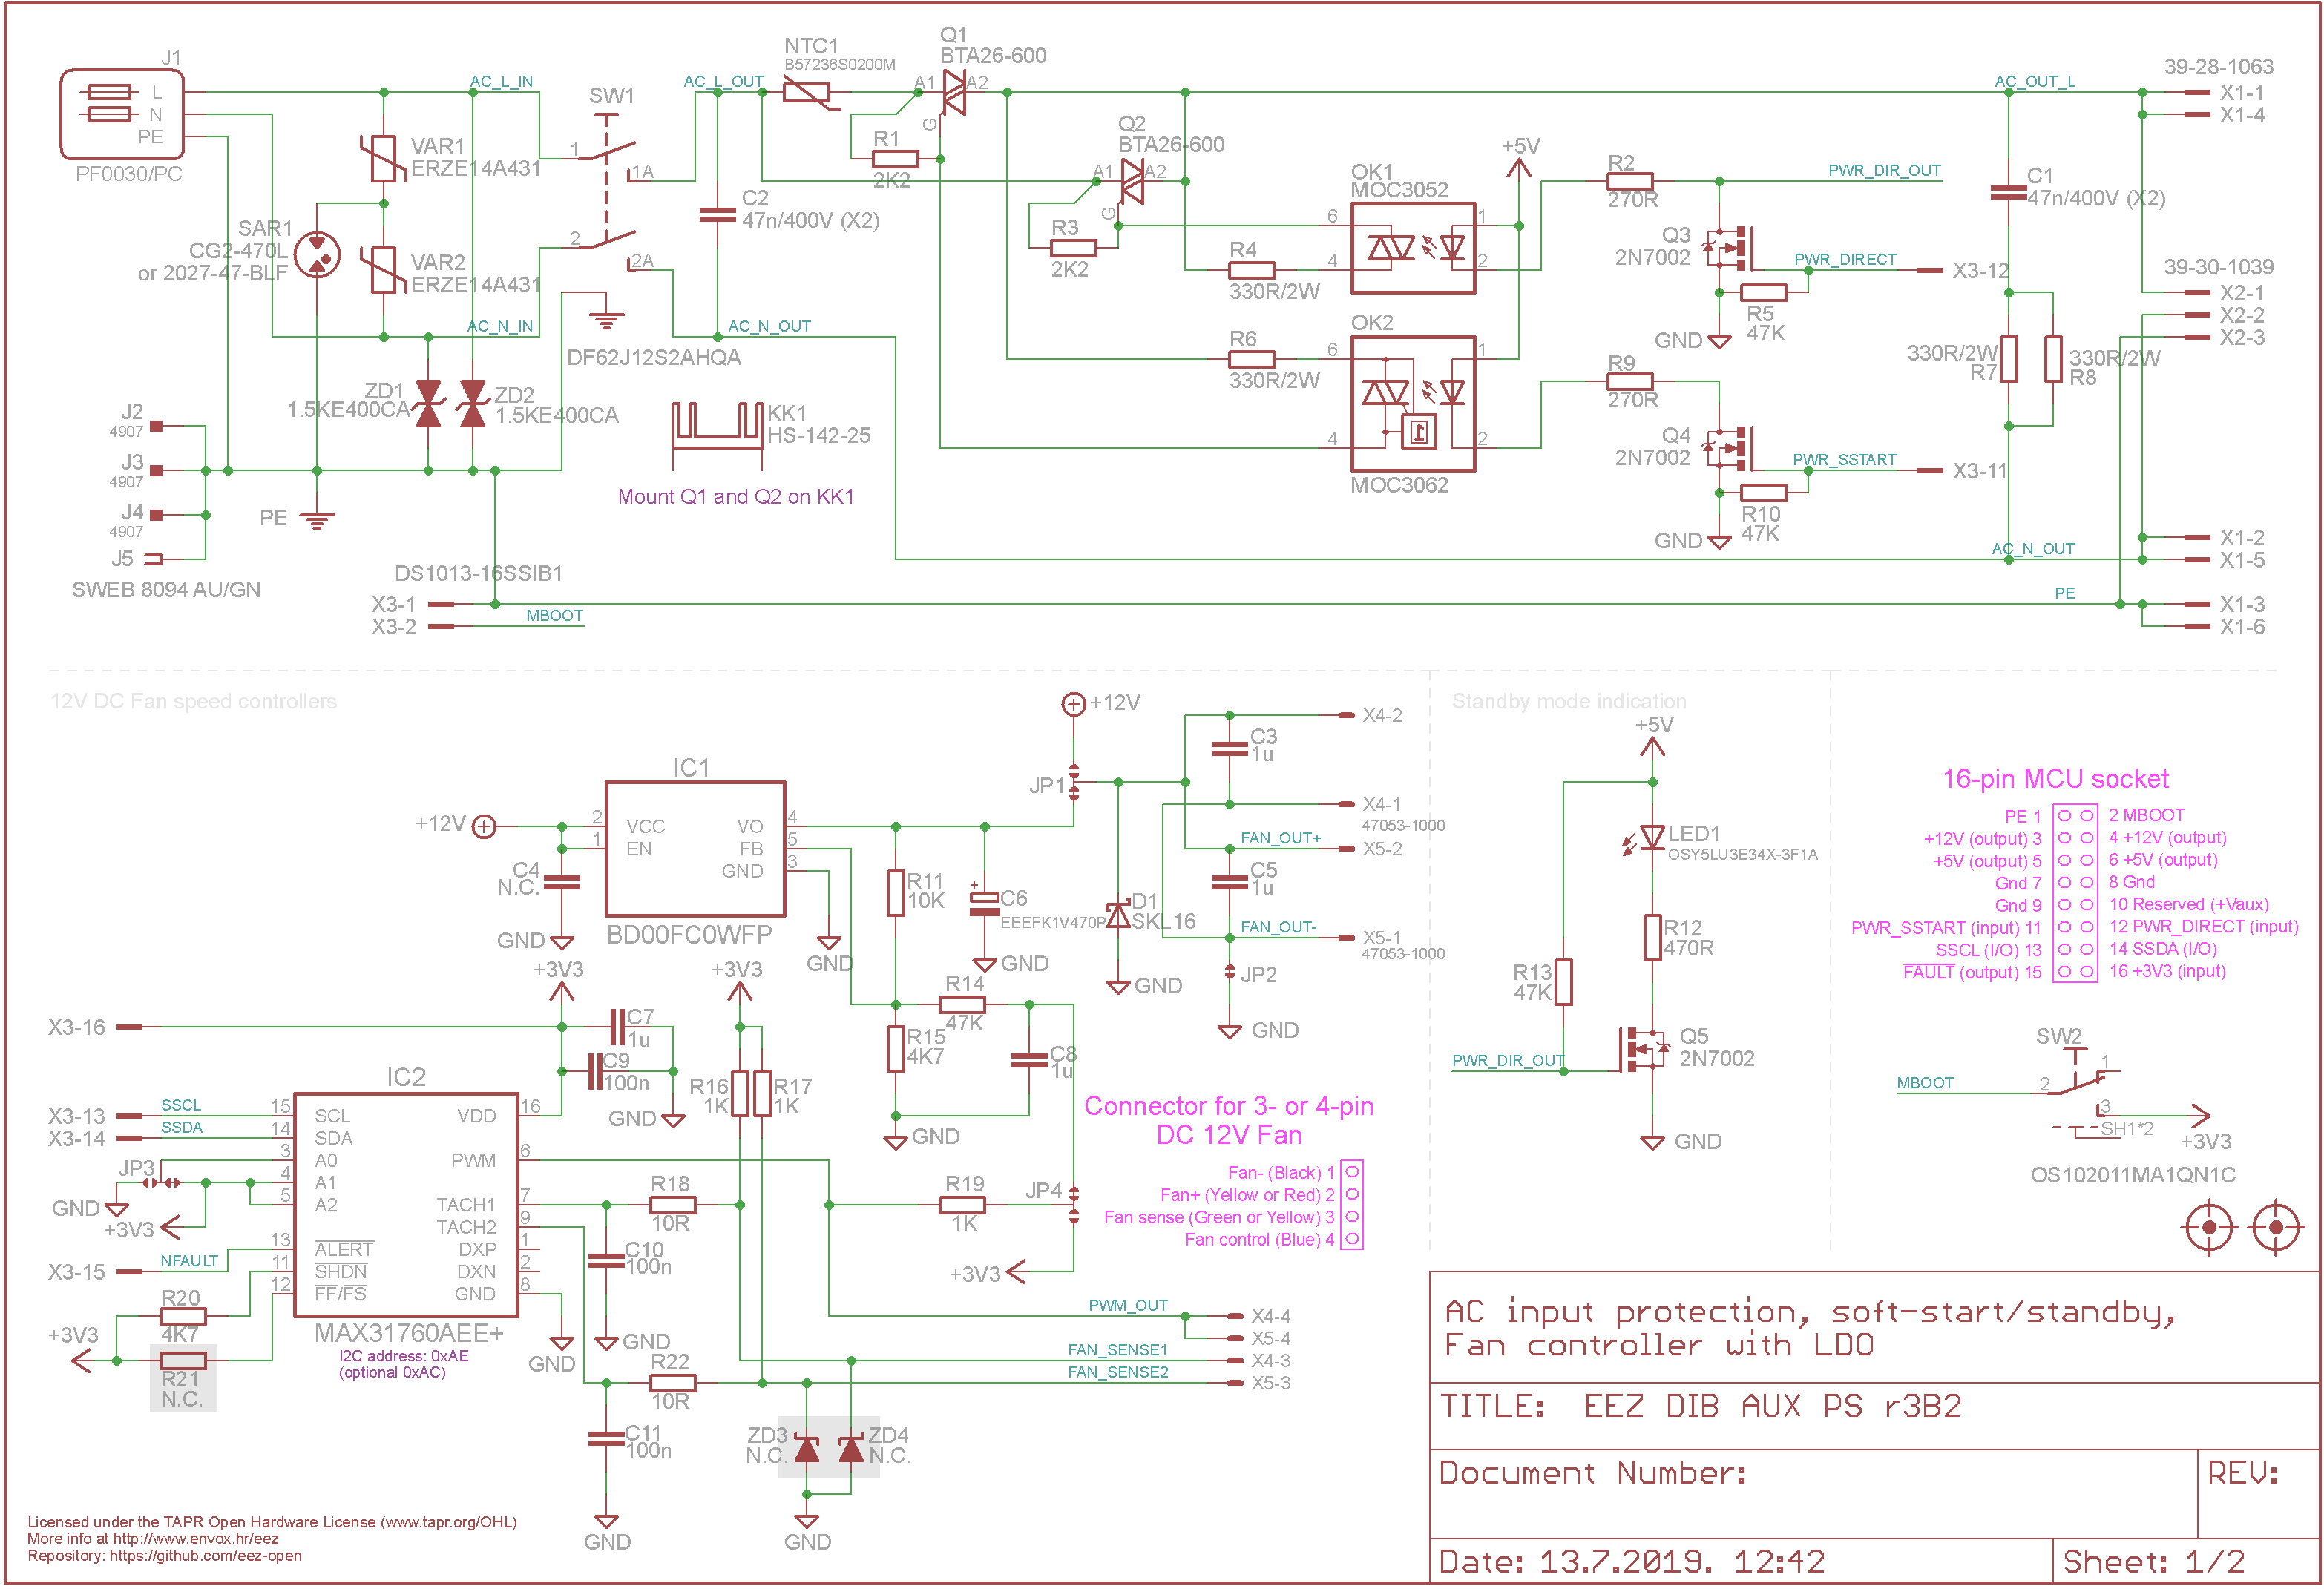 J1
L
N
PE
PF0030/PC
AC_L_IN
VAR1
ERZE14A431
SAR1
CG2-470L
or 2027-47-BLF
VAR2
ERZE14A431
AC_N_IN
SW1
1
1A
2
2A
DF62J12S2AHQA
AC_L_OUT
NTC1
B57236S0200M
C2
47n/400V (X2)
AC_N_OUT
Q1
BTA26-600
A1
A2
G
R1
2K2
Q2
BTA26-600
A1
A2
G
R3
2K2
R4
330R/2W
R6
330R/2W
OK1
MOC3052
6
4
1
2
OK2
6
4
1
2
MOC3062
+5V
R2
270R
PWR_DIR_OUT
Q3
2N7002
PWR_DIRECT
X3-12
R5
47K
GND
R9
270R
Q4
2N7002
PWR_SSTART
X3-11
R10
47K
GND
AC_OUT_L
C1
47n/400V (X2)
330R/2W
R7
330R/2W
R8
AC_N_OUT
PE
39-28-1063
X1-1
X1-4
39-30-1039
X2-1
X2-2
X2-3
X1-2
X1-5
X1-3
X1-6
ZD1
1.5KE400CA
ZD2
1.5KE400CA
KK1
HS-142-25
Mount Q1 and Q2 on KK1
J2
4907
J3
4907
J4
4907
J5
SWEB 8094 AU/GN
PE
DS1013-16SSIB1
X3-1
X3-2
MBOOT
12V DC Fan speed controllers
+12V
IC1
2 VCC
1 EN
VO 4
FB 5
GND 3
BD00FC0WFP
C4
N.C.
GND
GND
R11
10K
+
C6
EEEFK1V470P
GND
+12V
JP1
D1
SKL16
GND
C3
1u
X4-2
X4-1
47053-1000
FAN_OUT+
X5-2
C5
1u
FAN_OUT-
X5-1
47053-1000
JP2
GND
R14
47K
R15
4K7
C8
1u
GND
+3V3
X3-16
C7
1u
C9
100n
GND
+3V3
R16
1K
R17
1K
IC2
X3-13
SSCL
15 SCL
X3-14
SSDA
14 SDA
3 A0
4 A1
5 A2
13 ALERT
11 SHDN
12 FF/FS
VDD 16
PWM 6
TACH1 7
TACH2 9
DXP 1
DXN 2
GND 8
MAX31760AEE+
I2C address: 0xAE
(optional 0xAC)
JP3
GND
+3V3
X3-15
NFAULT
R20
4K7
+3V3
R21
N.C.
GND
R18
10R
C10
100n
GND
R22
10R
C11
100n
GND
R19
1K
JP4
+3V3
ZD3
N.C.
ZD4
N.C.
GND
PWM_OUT
FAN_SENSE1
FAN_SENSE2
X4-4
X5-4
X4-3
X5-3
Connector for 3- or 4-pin
DC 12V Fan
Fan- (Black) 1
Fan+ (Yellow or Red) 2
Fan sense (Green or Yellow) 3
Fan control (Blue) 4
Standby mode indication
+5V
LED1
OSY5LU3E34X-3F1A
R12
470R
R13
47K
PWR_DIR_OUT
Q5
2N7002
GND
16-pin MCU socket
PE 1 2 MBOOT
+12V (output) 3 4 +12V (output)
+5V (output) 5 6 +5V (output)
Gnd 7 8 Gnd
Gnd 9 10 Reserved (+Vaux)
PWR_SSTART (input) 11 12 PWR_DIRECT (input)
SSCL (I/O) 13 14 SSDA (I/O)
FAULT (output) 15 16 +3V3 (input)
SW2
MBOOT
2
1
3
SH1*2
+3V3
OS102011MA1QN1C
AC input protection, soft-start/standby,
Fan controller with LDO
TITLE: EEZ DIB AUX PS r3B2
Document Number:
REV:
Date: 13.7.2019. 12:42
Sheet: 1/2
Licensed under the TAPR Open Hardware License (www.tapr.org/OHL)
More info at http://www.envox.hr/eez
Repository: https://github.com/eez-open